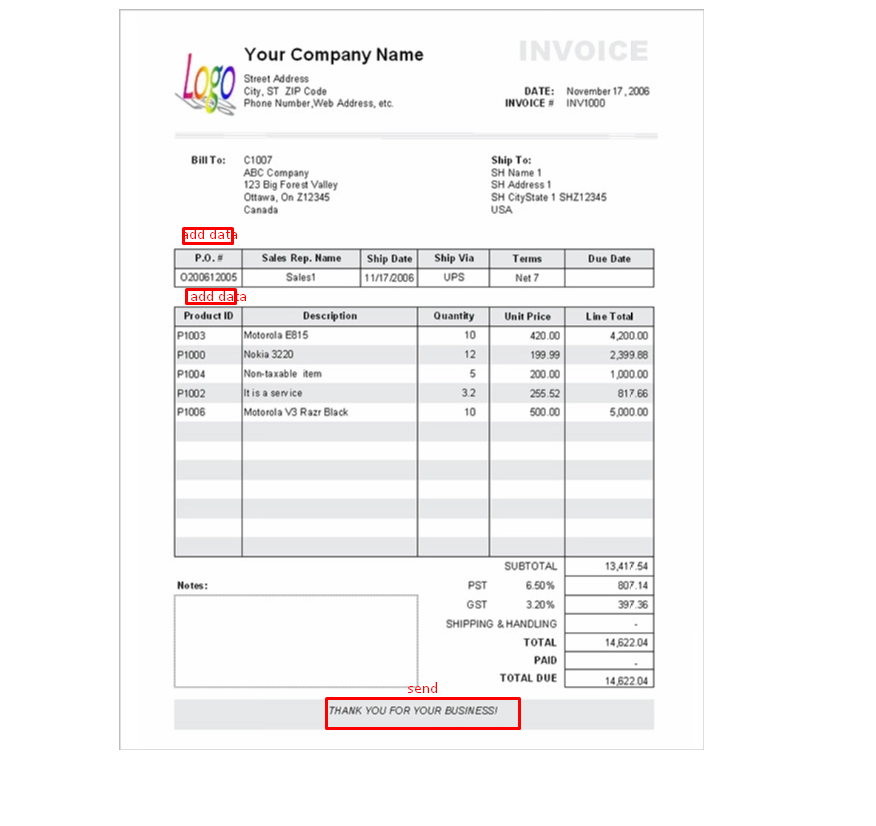 Your Company Name
INVOICE
Logo
Street Address
City, ST ZIP Code
Phone Number,Web Address, etc.
DATE: November 17, 2006
INVOICE # INV1000
Bill To: C1007
ABC Company
123 Big Forest Valley
Ottawa, On Z12345
Canada
Ship To:
SH Name 1
SH Address 1
SH CityState 1 SHZ12345
USA
add data
P.O. # Sales Rep. Name Ship Date Ship Via Terms Due Date
O200612005 Sales1 11/17/2006 UPS Net 7
add data
Product ID Description Quantity Unit Price Line Total
P1003 Motorola E815 10 420.00 4,200.00
P1000 Nokia 3220 12 199.99 2,399.88
P1004 Non-taxable item 5 200.00 1,000.00
P1002 It is a service 3.2 255.52 817.66
P1006 Motorola V3 Razr Black 10 500.00 5,000.00
SUBTOTAL 13,417.54
Notes:
PST 6.50% 807.14
GST 3.20% 397.36
SHIPPING & HANDLING -
TOTAL 14,622.04
PAID -
TOTAL DUE 14,622.04
send
THANK YOU FOR YOUR BUSINESS!